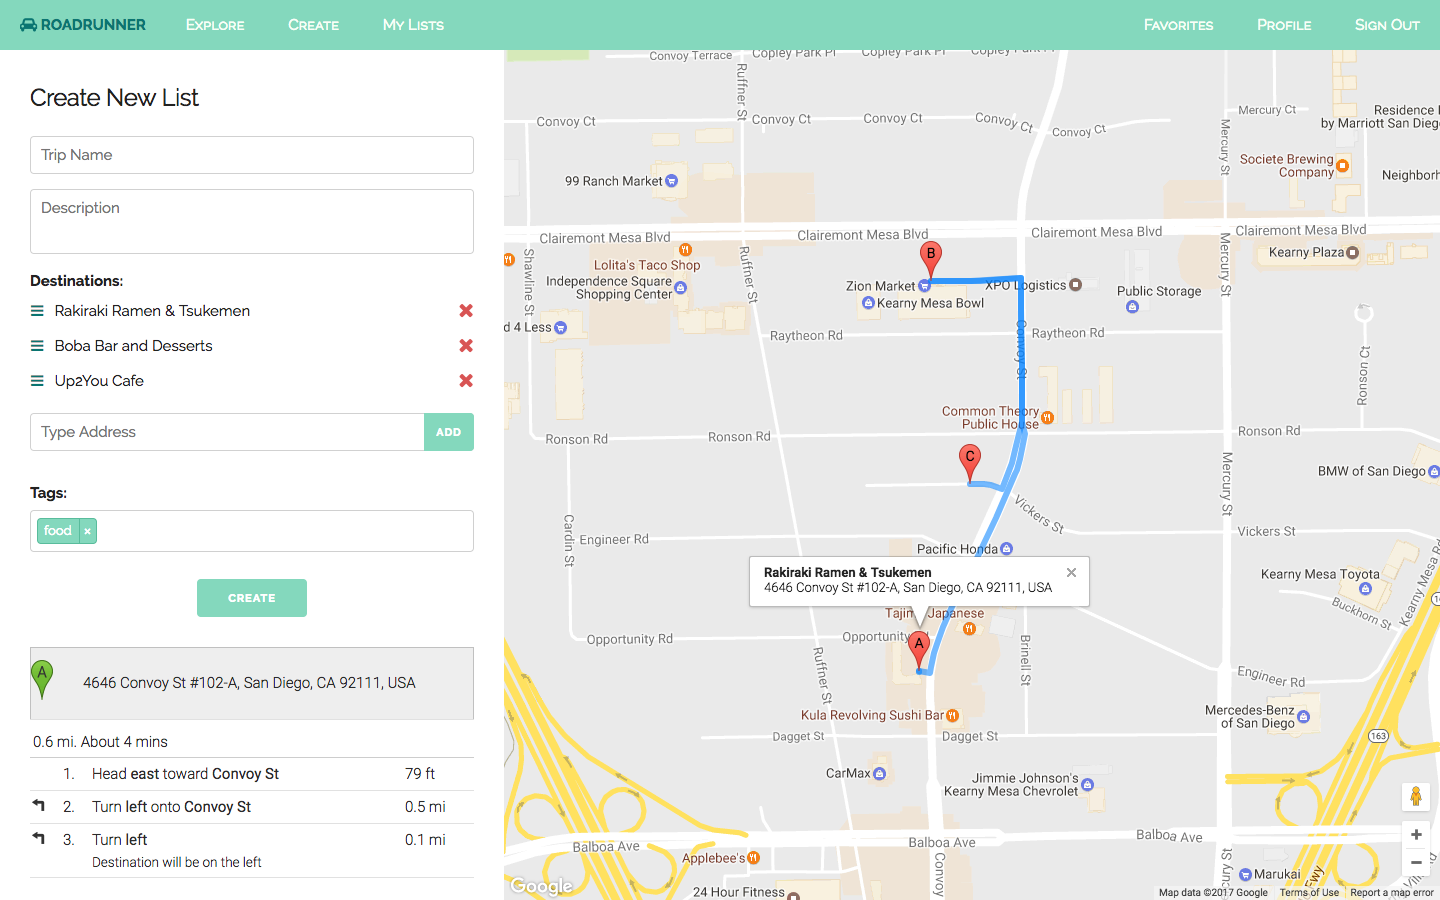 ROADRUNNER
Explore
Create
My Lists
Favorites
Profile
Sign Out
Create New List
Trip Name
Description
Destinations:
Rakiraki Ramen & Tsukemen
Boba Bar and Desserts
Up2You Cafe
Type Address
ADD
Tags:
food ×
CREATE
A
4646 Convoy St #102-A, San Diego, CA 92111, USA
0.6 mi. About 4 mins
1. Head east toward Convoy St 79 ft
2. Turn left onto Convoy St 0.5 mi
3. Turn left 0.1 mi
Destination will be on the left
Convoy Terrace
Copley Park Pl
Copley Park Pl
Ruffner St
Convoy Ct
Convoy Ct
Convoy Ct
Convoy Ct
Convoy Ct
Mercury Ct
Mercury St
Residence
by Marriott San Diego
Societe Brewing
Company
Neighborh
99 Ranch Market
Clairemont Mesa Blvd
Clairemont Mesa Blvd
Clairemont Mesa Blvd
Clairemont Mesa Blvd
Shawline St
Lolita's Taco Shop
Independence Square
Shopping Center
Ruffner St
B
Zion Market
Kearny Mesa Bowl
XPO Logistics
Public Storage
Mercury St
Kearny Plaza
d 4 Less
Raytheon Rd
Raytheon Rd
Convoy St
Ronson Ct
Common Theory
Public House
Ronson Rd
Ronson Rd
Ronson Rd
C
BMW of San Diego
Mercury St
Vickers St
Vickers St
Cardin St
Engineer Rd
Pacific Honda
Rakiraki Ramen & Tsukemen
4646 Convoy St #102-A, San Diego, CA 92111, USA
Kearny Mesa Toyota
Buckhorn St
Kearny Mesa Rd
Tajima Japanese
Opportunity Rd
Opportunity Rd
A
Ruffner St
Brinell St
Engineer Rd
Kula Revolving Sushi Bar
Mercedes-Benz
of San Diego
Dagget St
Dagget St
163
CarMax
Jimmie Johnson's
Kearny Mesa Chevrolet
Balboa Ave
Balboa Ave
Balboa Ave
Applebee's
Convoy
Mercury St
Fwy
24 Hour Fitness
Marukai
Google
Map data ©2017 Google
Terms of Use
Report a map error